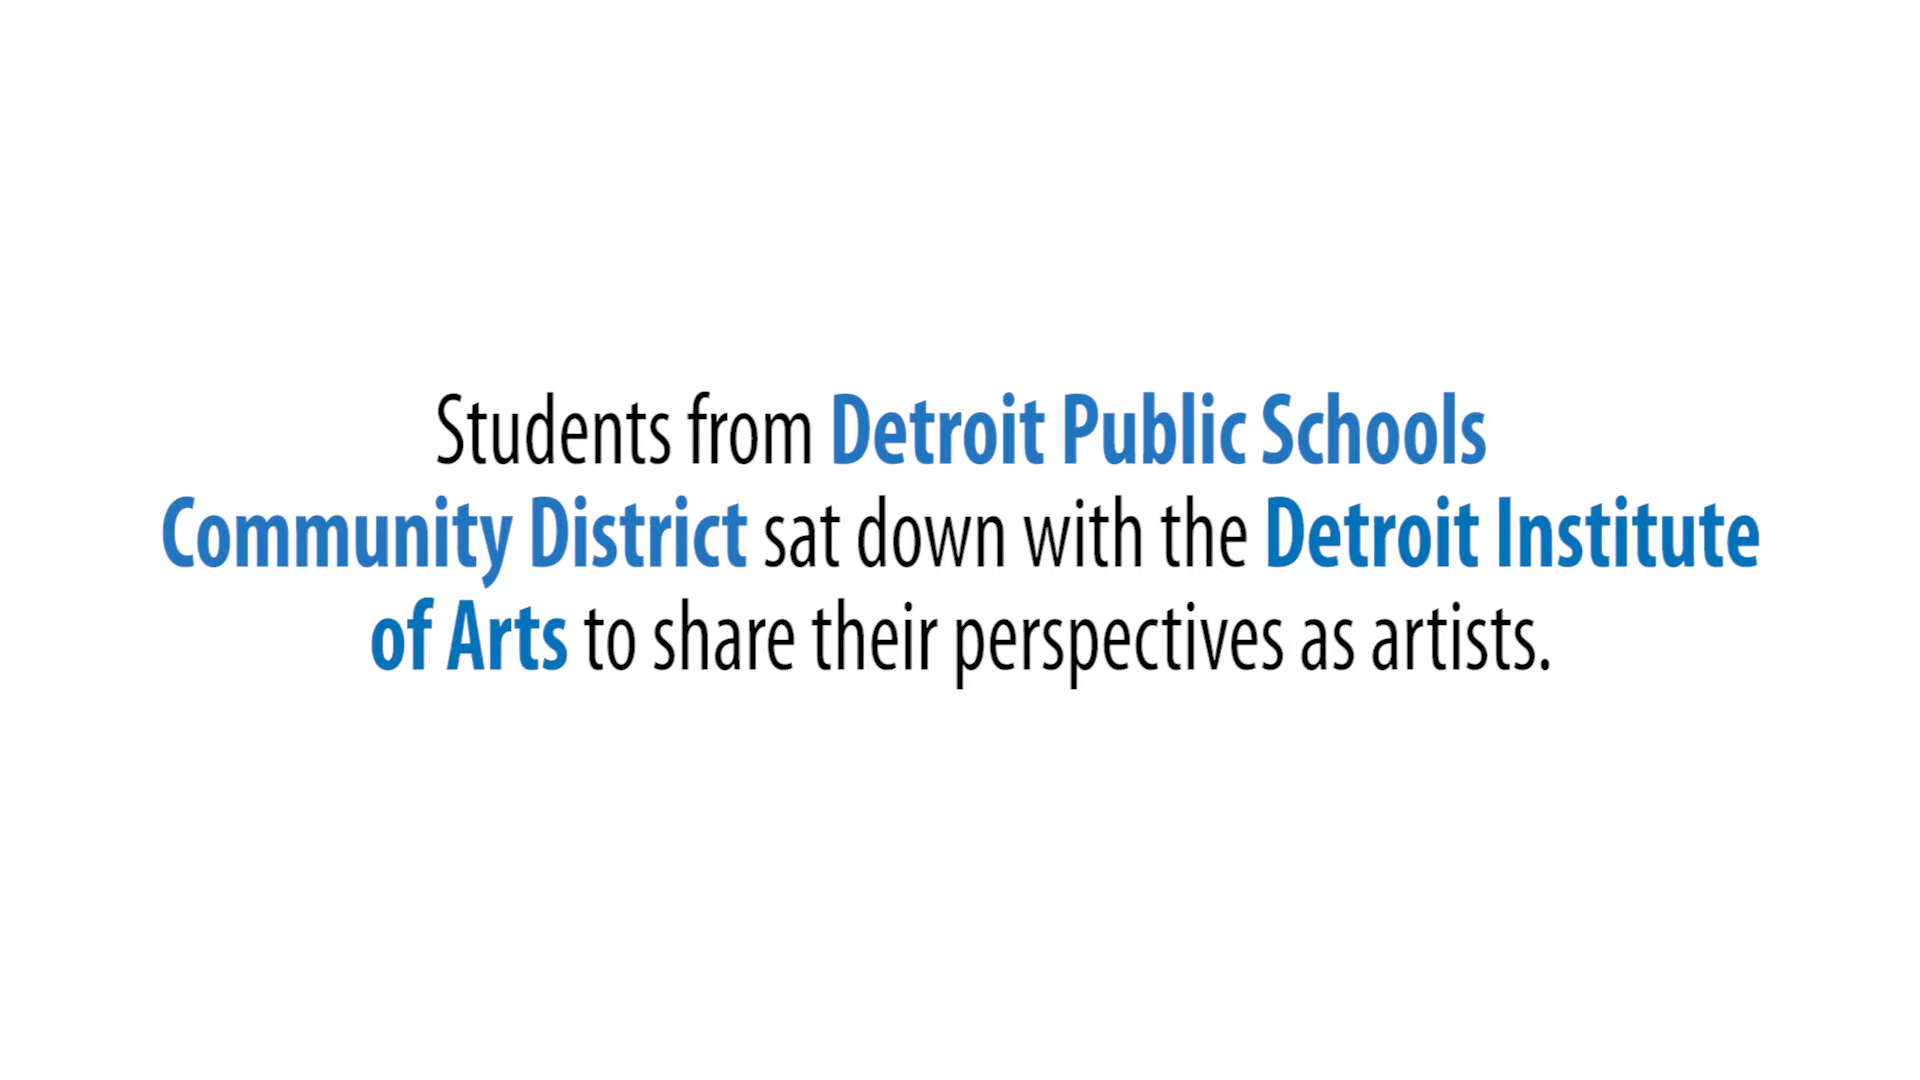 Students from Detroit Public Schools
Community District sat down with the Detroit Institute
of Arts to share their perspectives as artists.